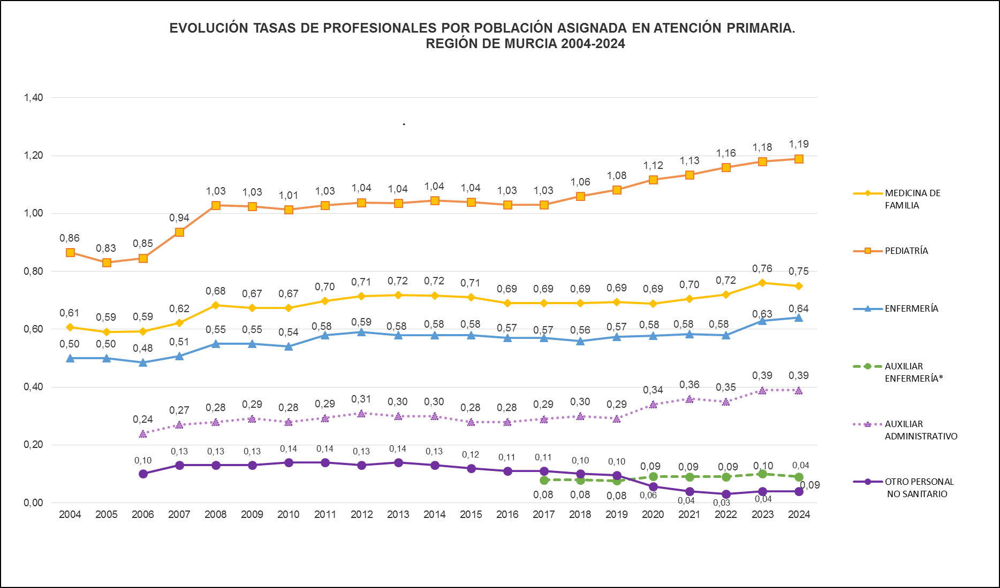 EVOLUCIÓN TASAS DE PROFESIONALES POR POBLACIÓN ASIGNADA EN ATENCIÓN PRIMARIA.
REGIÓN DE MURCIA 2004-2024
.
1,40
1,20
1,00
0,80
0,60
0,40
0,20
0,00
0,86 0,83 0,85 0,94 1,03 1,03 1,01 1,03 1,04 1,04 1,04 1,04 1,03 1,03 1,06 1,08 1,12 1,13 1,16 1,18 1,19
0,61 0,59 0,59 0,62 0,68 0,67 0,67 0,70 0,71 0,72 0,72 0,71 0,69 0,69 0,69 0,69 0,69 0,70 0,72 0,76 0,75
0,50 0,50 0,48 0,51 0,55 0,55 0,54 0,58 0,59 0,58 0,58 0,58 0,57 0,57 0,56 0,57 0,58 0,58 0,58 0,63 0,64
0,24 0,27 0,28 0,29 0,28 0,29 0,31 0,30 0,30 0,28 0,28 0,29 0,30 0,29 0,34 0,36 0,35 0,39 0,39
0,10 0,13 0,13 0,13 0,14 0,14 0,13 0,14 0,13 0,12 0,11 0,11 0,10 0,10 0,06 0,04 0,03 0,04 0,04
0,08 0,08 0,08 0,09 0,09 0,09 0,10 0,09
2004 2005 2006 2007 2008 2009 2010 2011 2012 2013 2014 2015 2016 2017 2018 2019 2020 2021 2022 2023 2024
MEDICINA DE
FAMILIA
PEDIATRÍA
ENFERMERÍA
AUXILIAR
ENFERMERÍA*
AUXILIAR
ADMINISTRATIVO
OTRO PERSONAL
NO SANITARIO